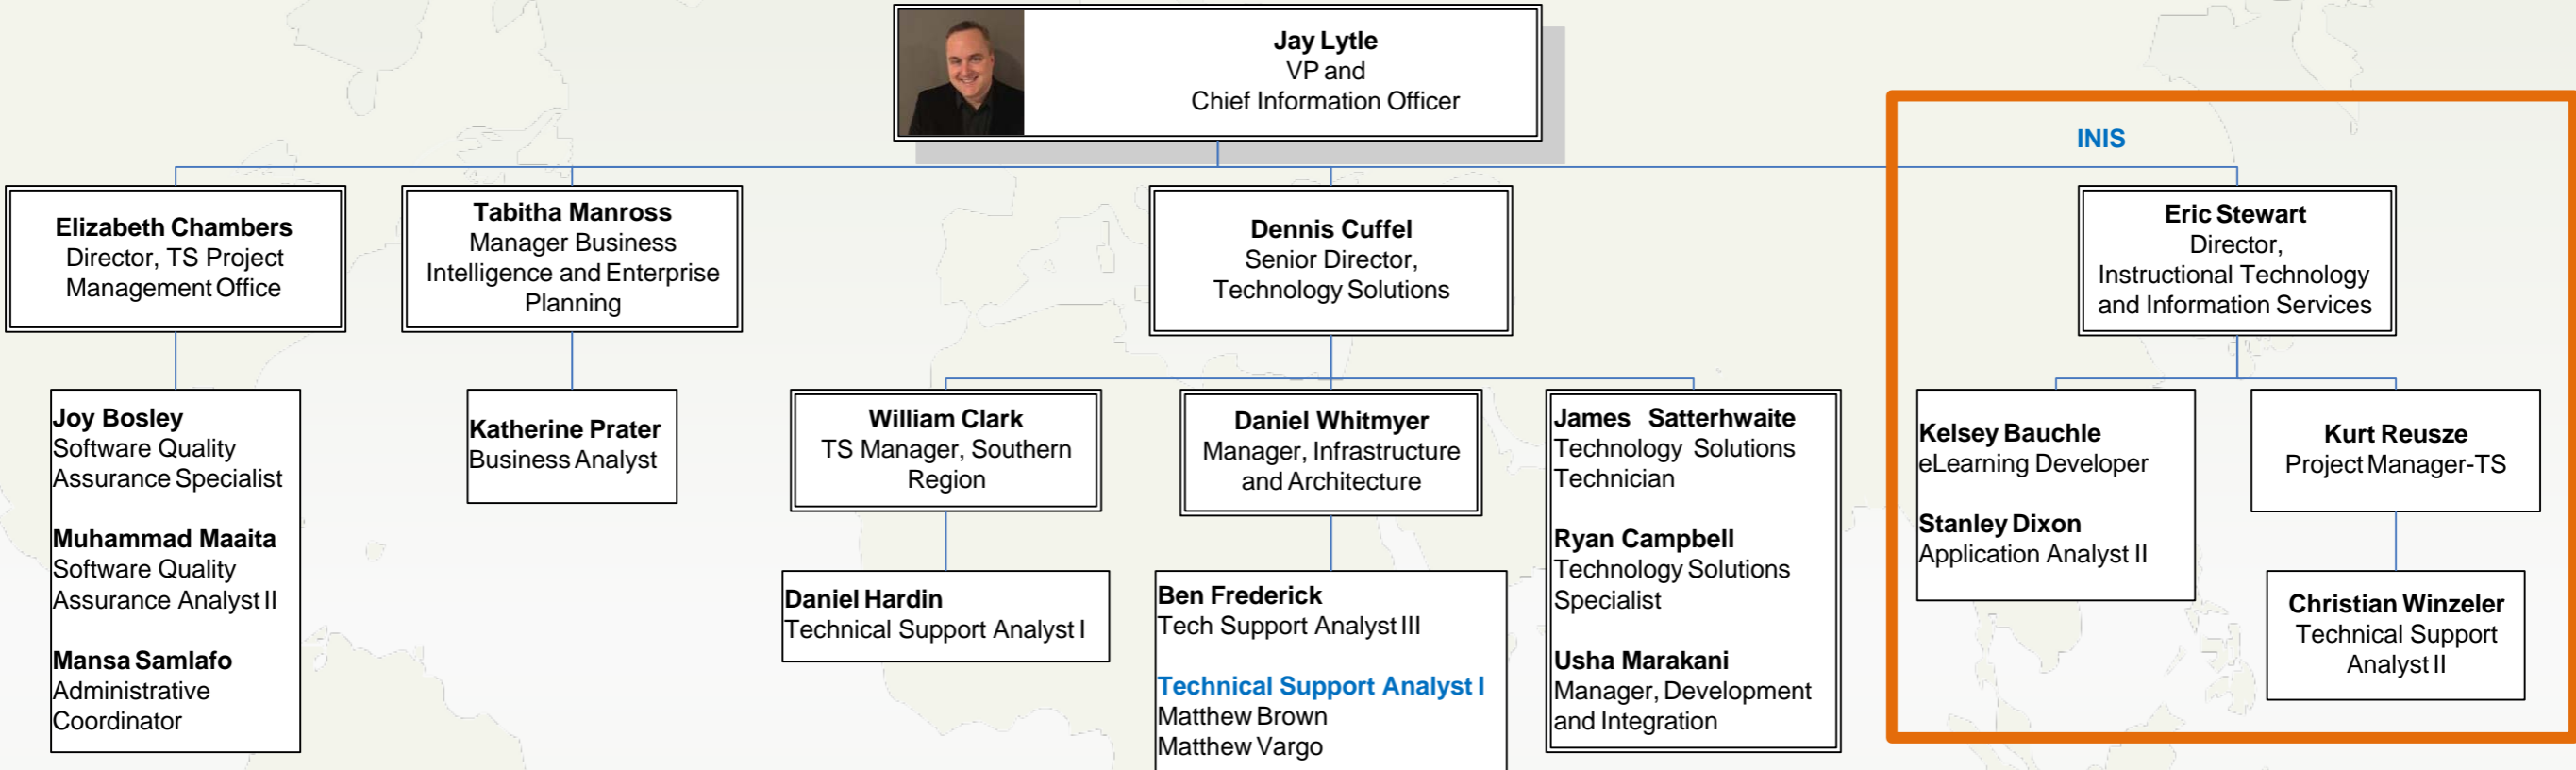 Jay Lytle
VP and
Chief Information Officer
INIS
Elizabeth Chambers
Director, TS Project
Management Office
Tabitha Manross
Manager Business
Intelligence and Enterprise
Planning
Dennis Cuffel
Senior Director,
Technology Solutions
Eric Stewart
Director,
Instructional Technology
and Information Services
Joy Bosley
Software Quality
Assurance Specialist
Muhammad Maaita
Software Quality
Assurance Analyst II
Mansa Samlafo
Administrative
Coordinator
Katherine Prater
Business Analyst
William Clark
TS Manager, Southern
Region
Daniel Hardin
Technical Support Analyst I
Daniel Whitmyer
Manager, Infrastructure
and Architecture
Ben Frederick
Tech Support Analyst III
Technical Support Analyst I
Matthew Brown
Matthew Vargo
James Satterhwaite
Technology Solutions
Technician
Ryan Campbell
Technology Solutions
Specialist
Usha Marakani
Manager, Development
and Integration
Kelsey Bauchle
eLearning Developer
Stanley Dixon
Application Analyst II
Kurt Reusze
Project Manager-TS
Christian Winzeler
Technical Support
Analyst II